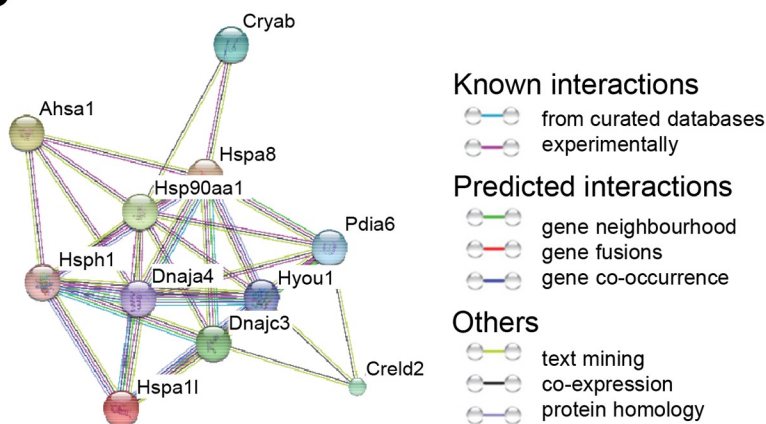 Cryab
Ahsa1
Hspa8
Hsp90aa1
Pdia6
Hsph1
Dnaja4
Hyou1
Dnajc3
Creld2
Hspa1l
Known interactions
from curated databases
experimentally
Predicted interactions
gene neighbourhood
gene fusions
gene co-occurrence
Others
text mining
co-expression
protein homology